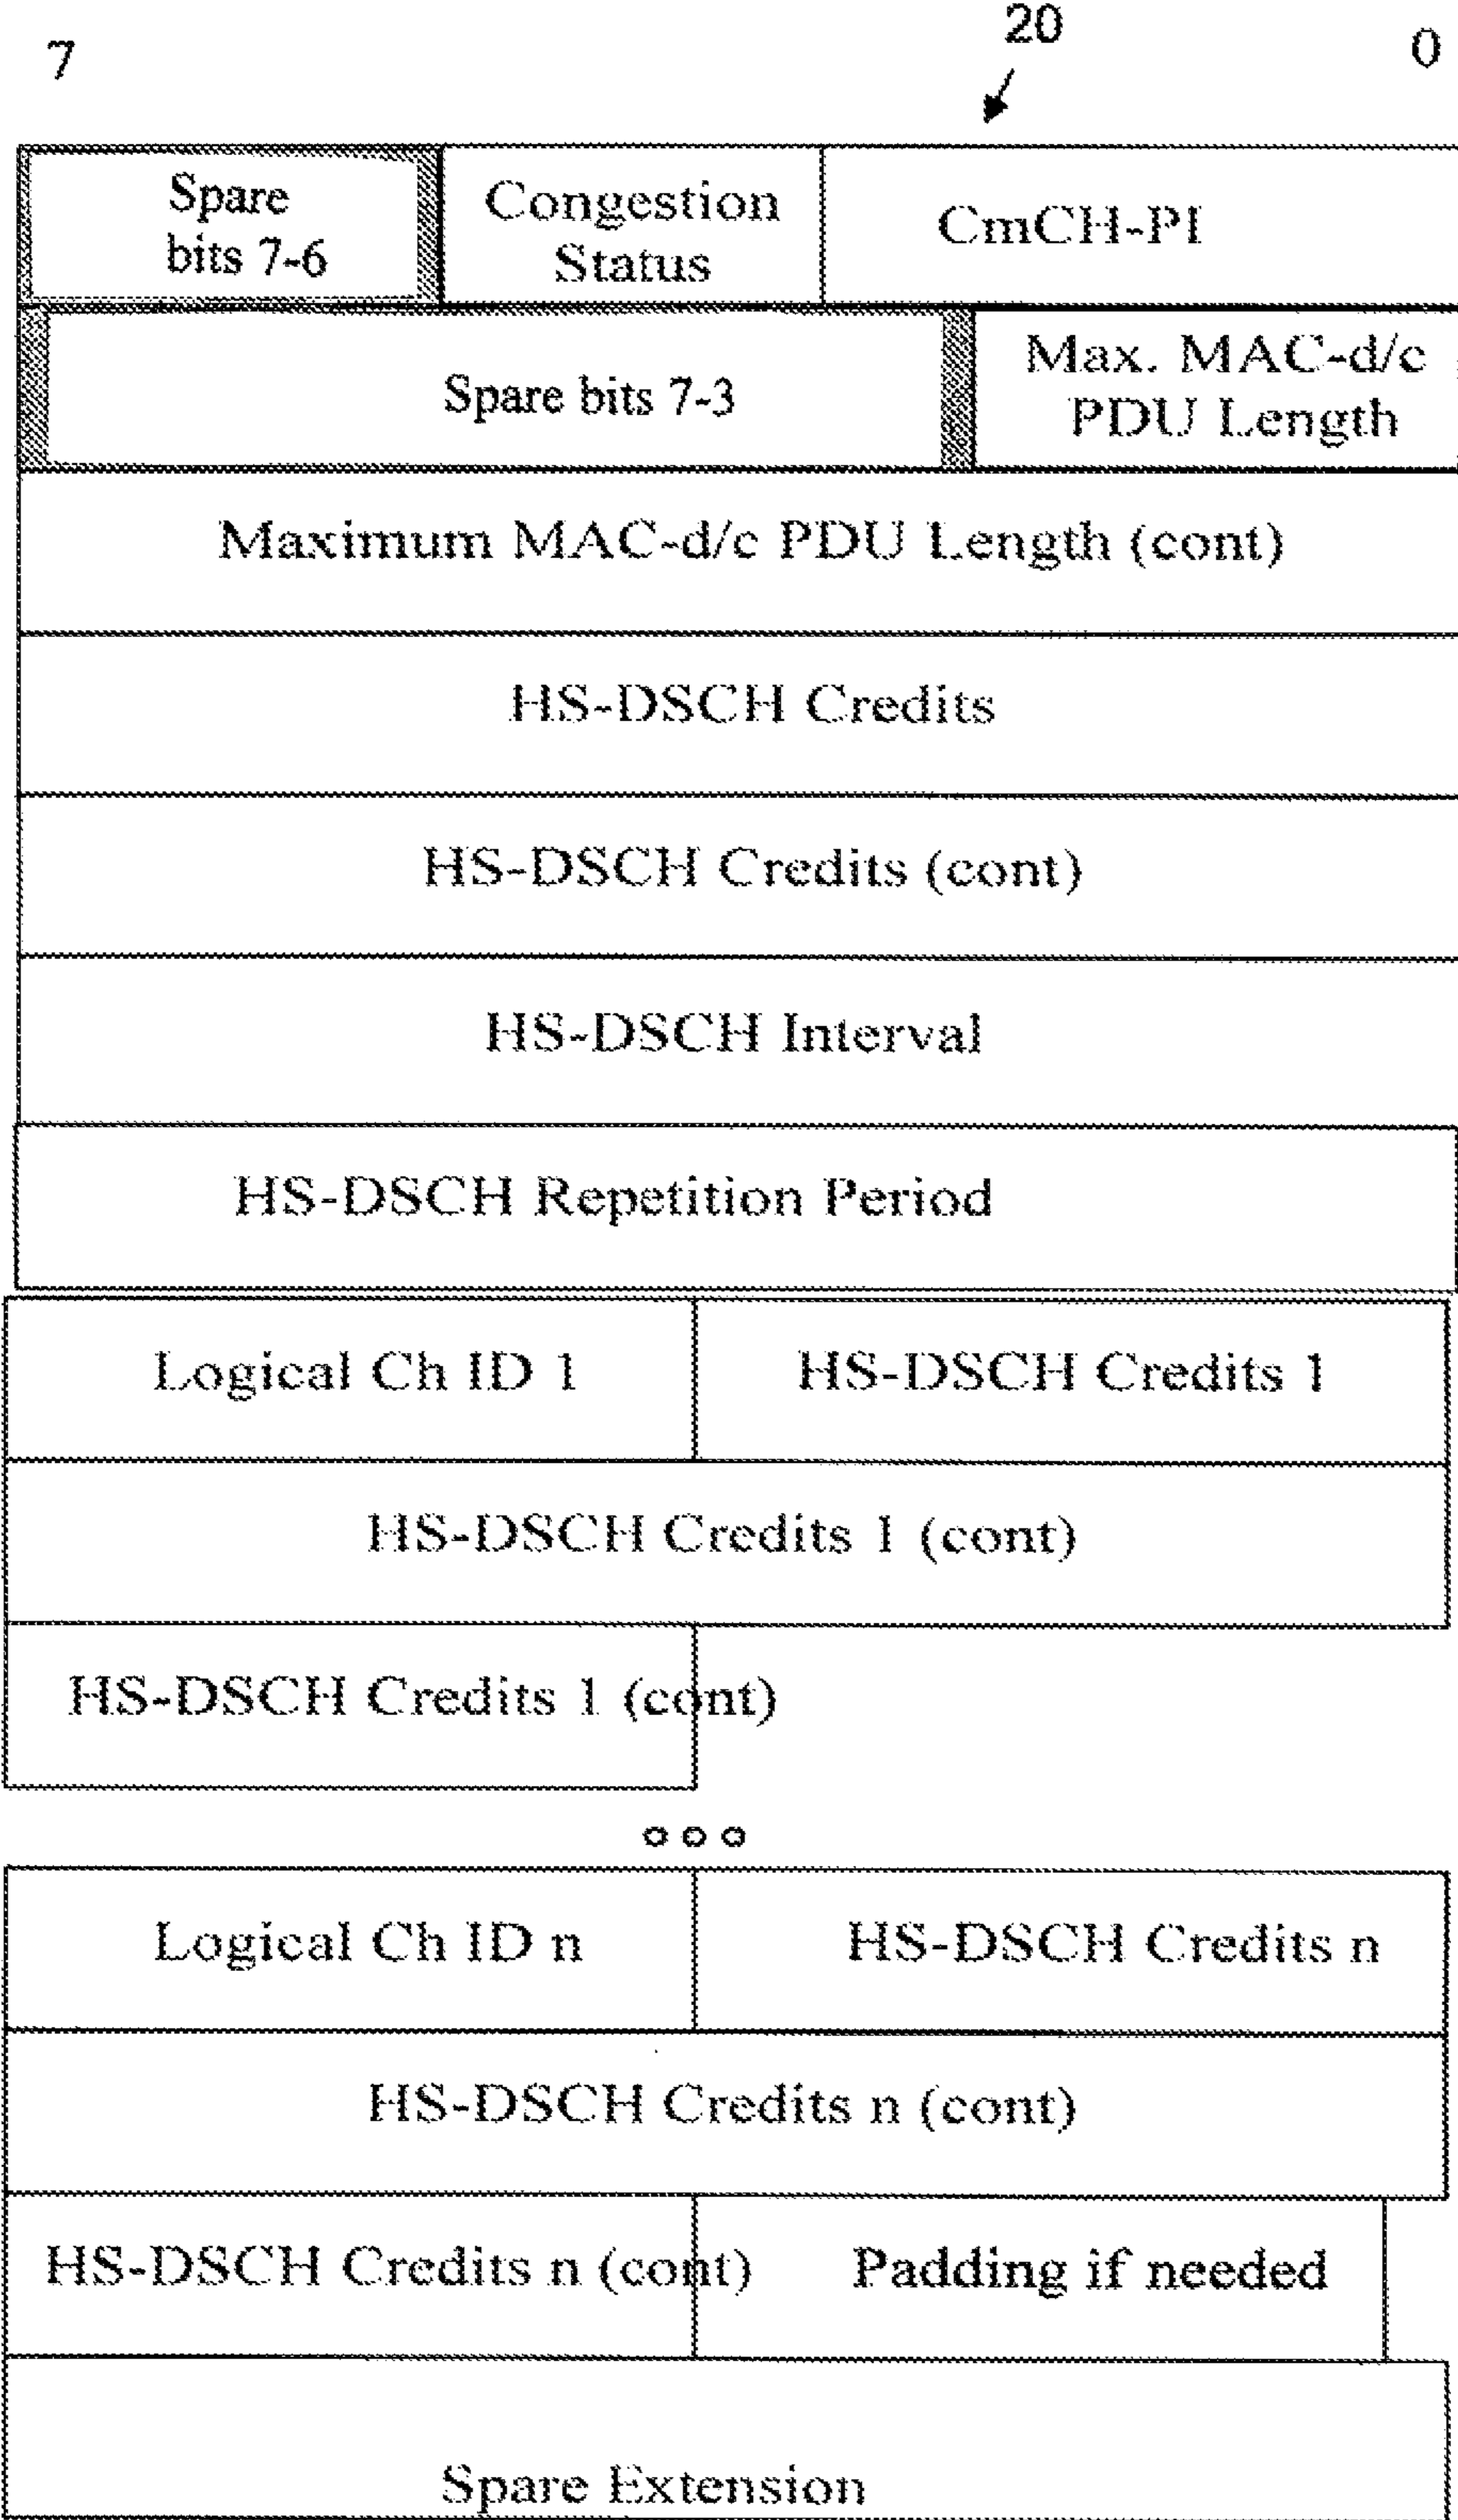 20
7 0
Spare
bits 7-6
Congestion
Status
CmCH-PI
Spare bits 7-3
Max. MAC-d/c
PDU Length
Maximum MAC-d/c PDU Length (cont)
HS-DSCH Credits
HS-DSCH Credits (cont)
HS-DSCH Interval
HS-DSCH Repetition Period
Logical Ch ID 1
HS-DSCH Credits 1
HS-DSCH Credits 1 (cont)
HS-DSCH Credits 1 (cont)
Logical Ch ID n
HS-DSCH Credits n
HS-DSCH Credits n (cont)
HS-DSCH Credits n (cont)
Padding if needed
Spare Extension